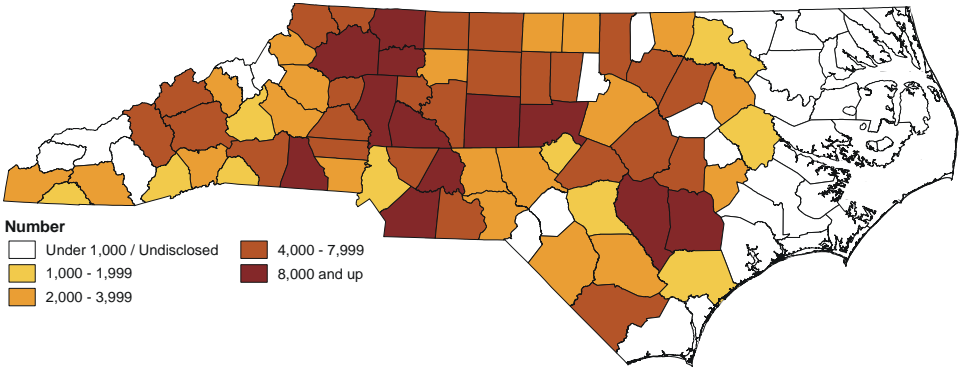 Number
Under 1,000 / Undisclosed
1,000 - 1,999
2,000 - 3,999
4,000 - 7,999
8,000 and up